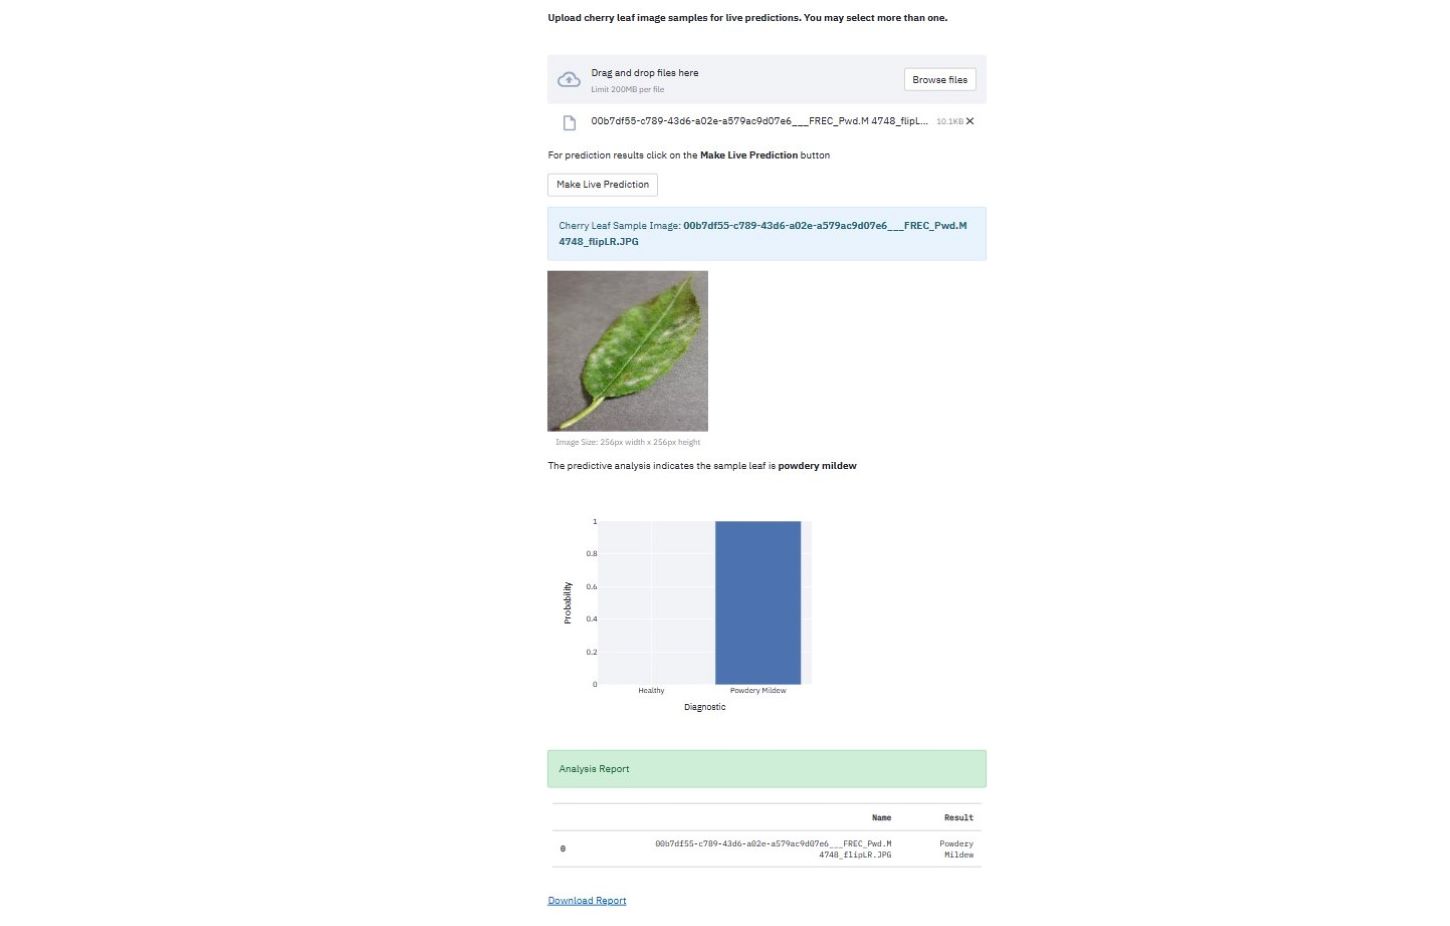 Upload cherry leaf image samples for live predictions. You may select more than one.
Drag and drop files here
Limit 200MB per file
Browse files
00b7df55-c789-43d6-a02e-a579ac9d07e6___FREC_Pwd.M 4748_flipL... 10.1KB
For prediction results click on the Make Live Prediction button
Make Live Prediction
Cherry Leaf Sample Image: 00b7df55-c789-43d6-a02e-a579ac9d07e6___FREC_Pwd.M
4748_flipLR.JPG
Image Size: 256px width x 256px height
The predictive analysis indicates the sample leaf is powdery mildew
1
0.8
0.6
0.4
0.2
0
Probability
Healthy Powdery Mildew
Diagnostic
Analysis Report
Name Result
0 00b7df55-c789-43d6-a02e-a579ac9d07e6___FREC_Pwd.M Powdery
4748_flipLR.JPG Mildew
Download Report